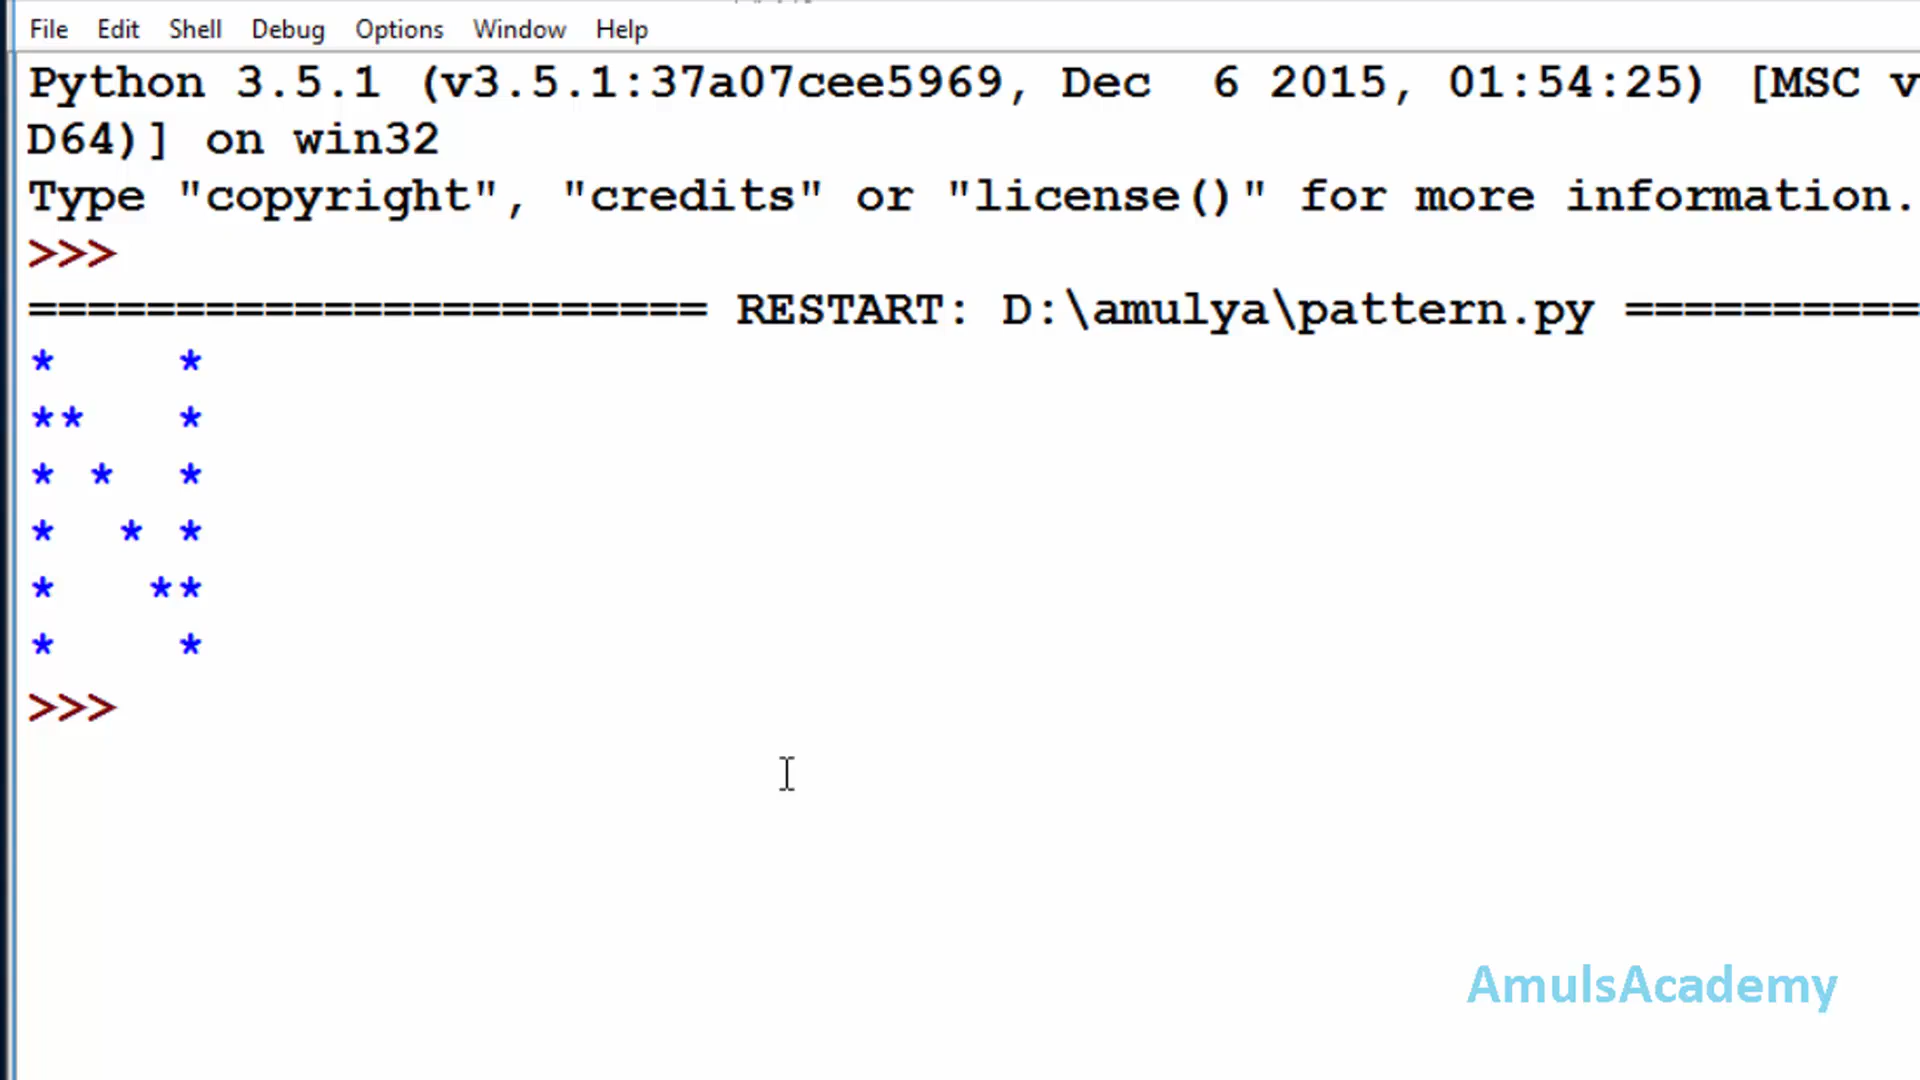 File Edit Shell Debug Options Window Help
Python 3.5.1 (v3.5.1:37a07cee5969, Dec  6 2015, 01:54:25) [MSC v
D64)] on win32
Type "copyright", "credits" or "license()" for more information.
>>>
======================= RESTART: D:\amulya\pattern.py ==========
*    *
**   *
* *  *
*  * *
*   **
*    *
>>>
AmulsAcademy